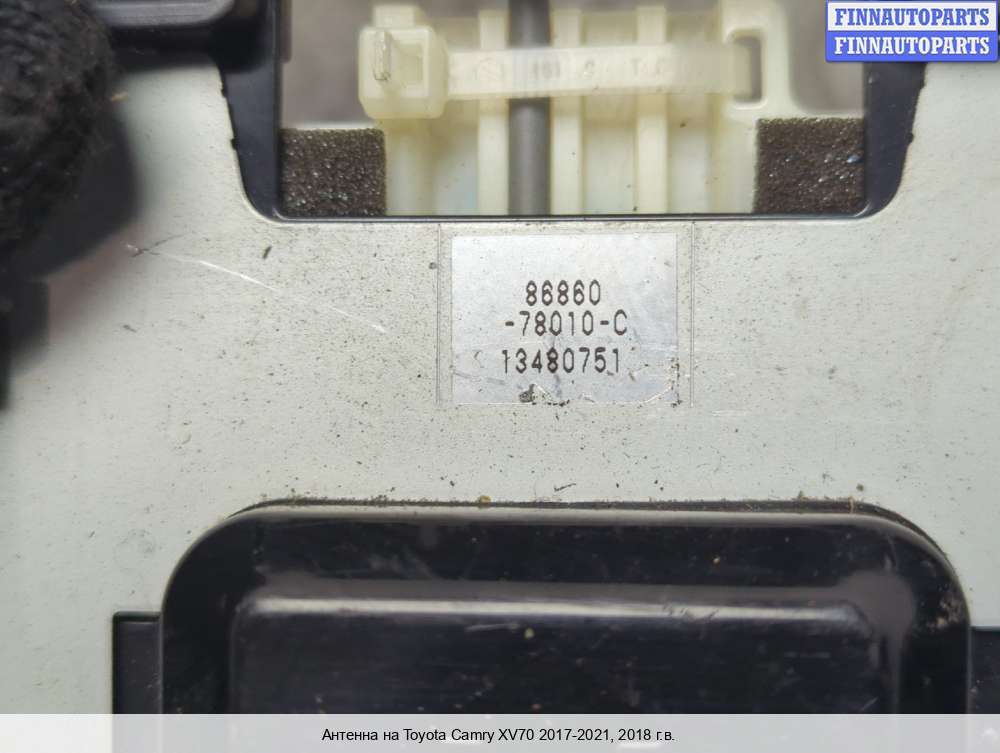 FINNAUTOPARTS
FINNAUTOPARTS
86860
-78010-C
13480751
Антенна на Toyota Camry XV70 2017-2021, 2018 г.в.